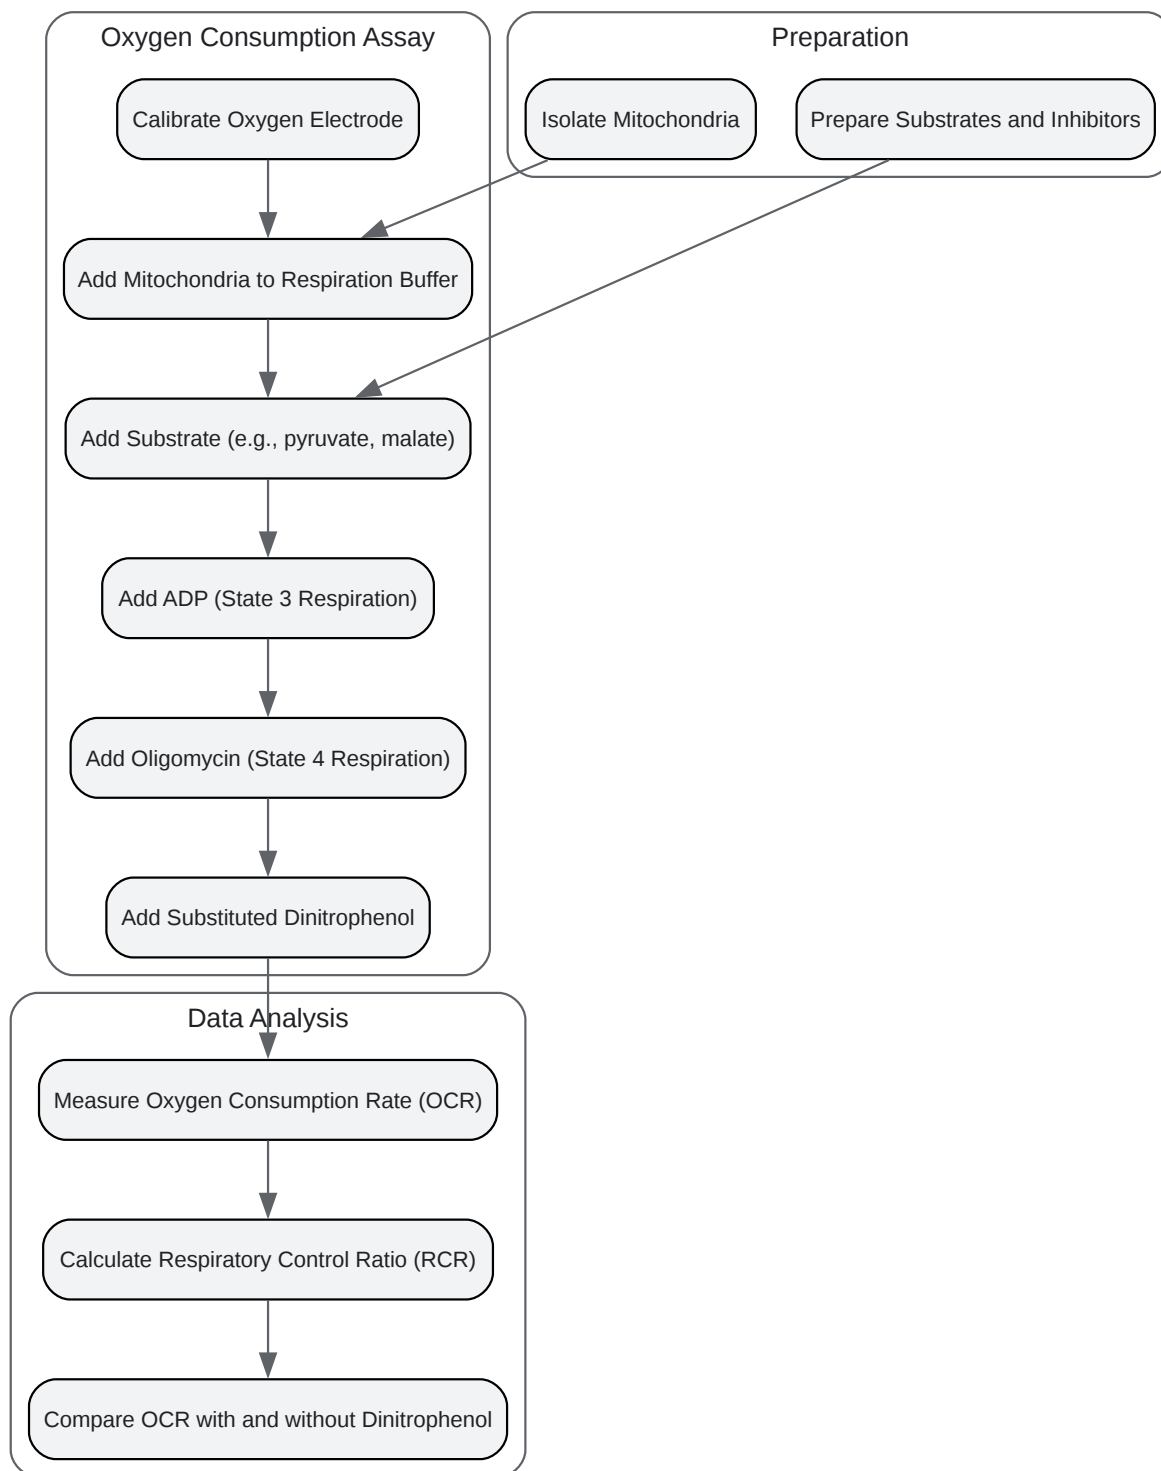 Oxygen Consumption Assay
Preparation
Calibrate Oxygen Electrode
Isolate Mitochondria
Prepare Substrates and Inhibitors
Add Mitochondria to Respiration Buffer
Add Substrate (e.g., pyruvate, malate)
Add ADP (State 3 Respiration)
Add Oligomycin (State 4 Respiration)
Add Substituted Dinitrophenol
Data Analysis
Measure Oxygen Consumption Rate (OCR)
Calculate Respiratory Control Ratio (RCR)
Compare OCR with and without Dinitrophenol